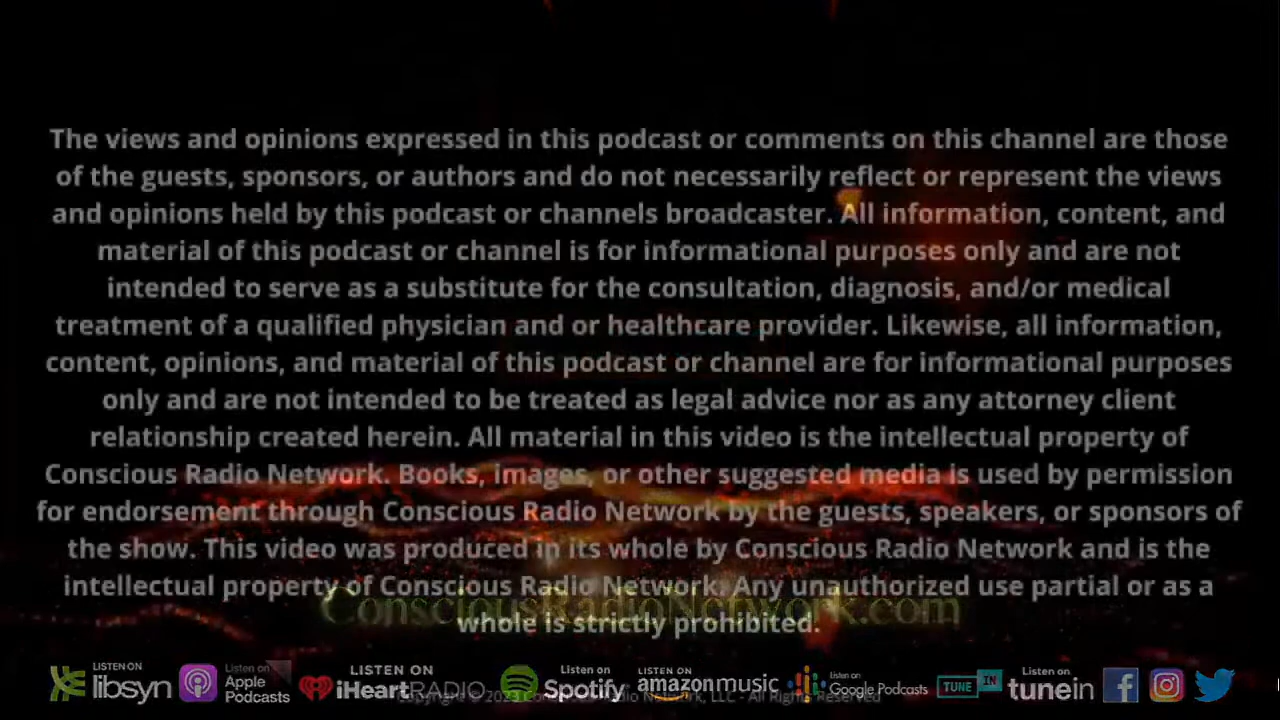 The views and opinions expressed in this podcast or comments on this channel are those
of the guests, sponsors, or authors and do not necessarily reflect or represent the views
and opinions held by this podcast or channels broadcaster. All information, content, and
material of this podcast or channel is for informational purposes only and are not
intended to serve as a substitute for the consultation, diagnosis, and/or medical
treatment of a qualified physician and or healthcare provider. Likewise, all information,
content, opinions, and material of this podcast or channel are for informational purposes
only and are not intended to be treated as legal advice nor as any attorney client
relationship created herein. All material in this video is the intellectual property of
Conscious Radio Network. Books, images, or other suggested media is used by permission
for endorsement through Conscious Radio Network by the guests, speakers, or sponsors of
the show. This video was produced in its whole by Conscious Radio Network and is the
intellectual property of Conscious Radio Network. Any unauthorized use partial or as a
ConsciousRadioNetwork.com
whole is strictly prohibited.
LISTEN ON libsyn
Listen on Apple Podcasts
LISTEN ON iHeartRADIO
Listen on Spotify
LISTEN ON amazonmusic
Listen on Google Podcasts
TUNE IN Listen on tunein
Copyright © 2023 Conscious Radio Network, LLC - All Rights Reserved